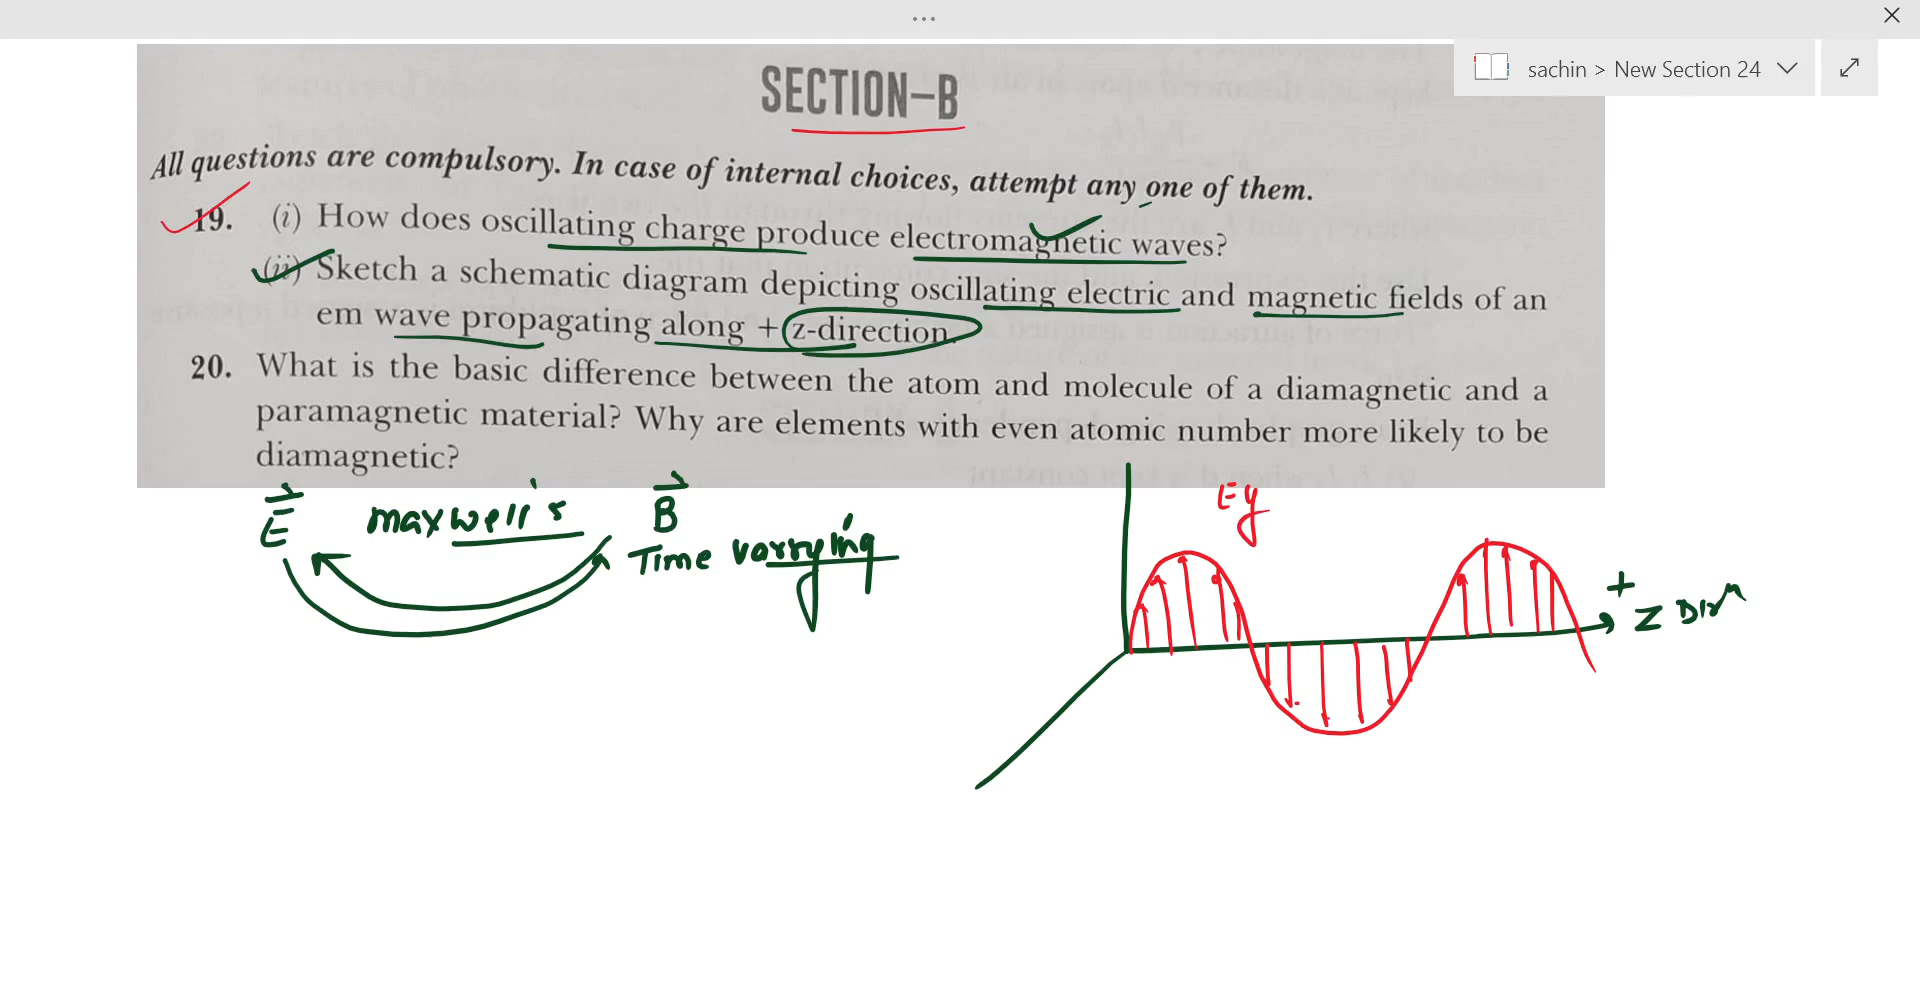 sachin > New Section 24
SECTION-B
All questions are compulsory. In case of internal choices, attempt any one of them.
19. (i) How does oscillating charge produce electromagnetic waves?
(ii) Sketch a schematic diagram depicting oscillating electric and magnetic fields of an
em wave propagating along + z-direction.
20. What is the basic difference between the atom and molecule of a diamagnetic and a
paramagnetic material? Why are elements with even atomic number more likely to be
diamagnetic?
E maxwell's B
Time varrying
Ey
+
Z Dirn